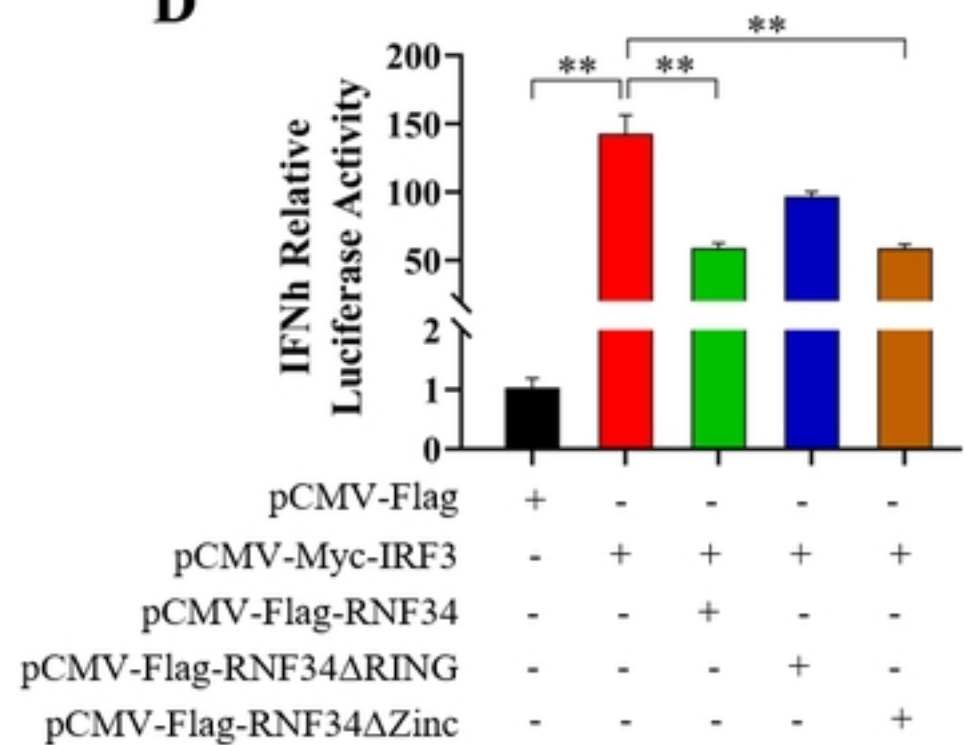 D
**
** **
IFNh Relative
Luciferase Activity
200
150
100
50
2
1
0
pCMV-Flag + - - - -
pCMV-Myc-IRF3 - + + + +
pCMV-Flag-RNF34 - - + - -
pCMV-Flag-RNF34ΔRING - - - + -
pCMV-Flag-RNF34ΔZinc - - - - +